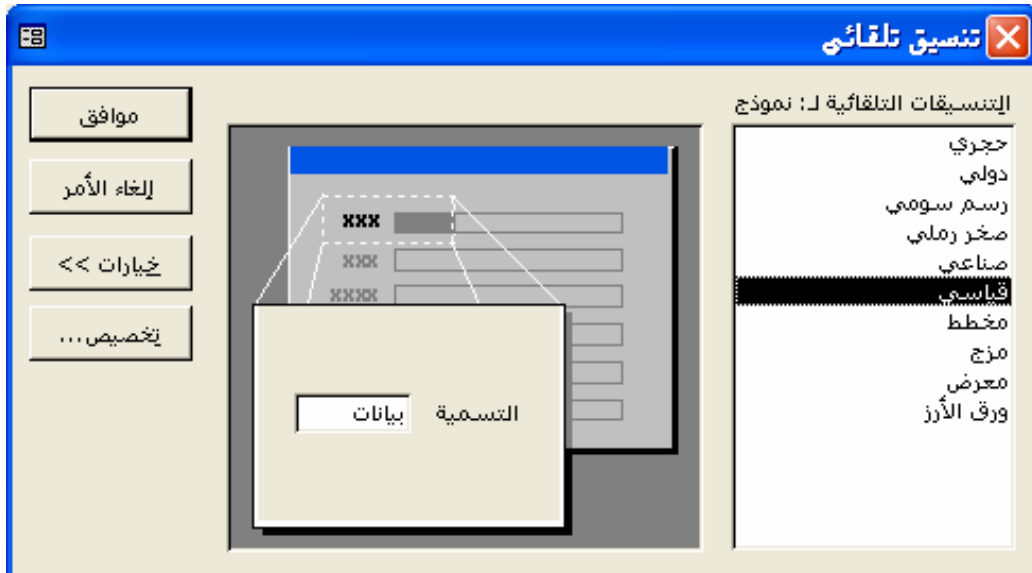 تنسيق تلقائي
التنسيقات التلقائية لـ: نموذج
حجري
دولي
رسم سومي
صخر رملي
صناعي
قياسي
مخطط
مزج
معرض
ورق الأرز
xxx
xxx
xxxx
التسمية بيانات
موافق
إلغاء الأمر
خيارات >>
تخصيص...